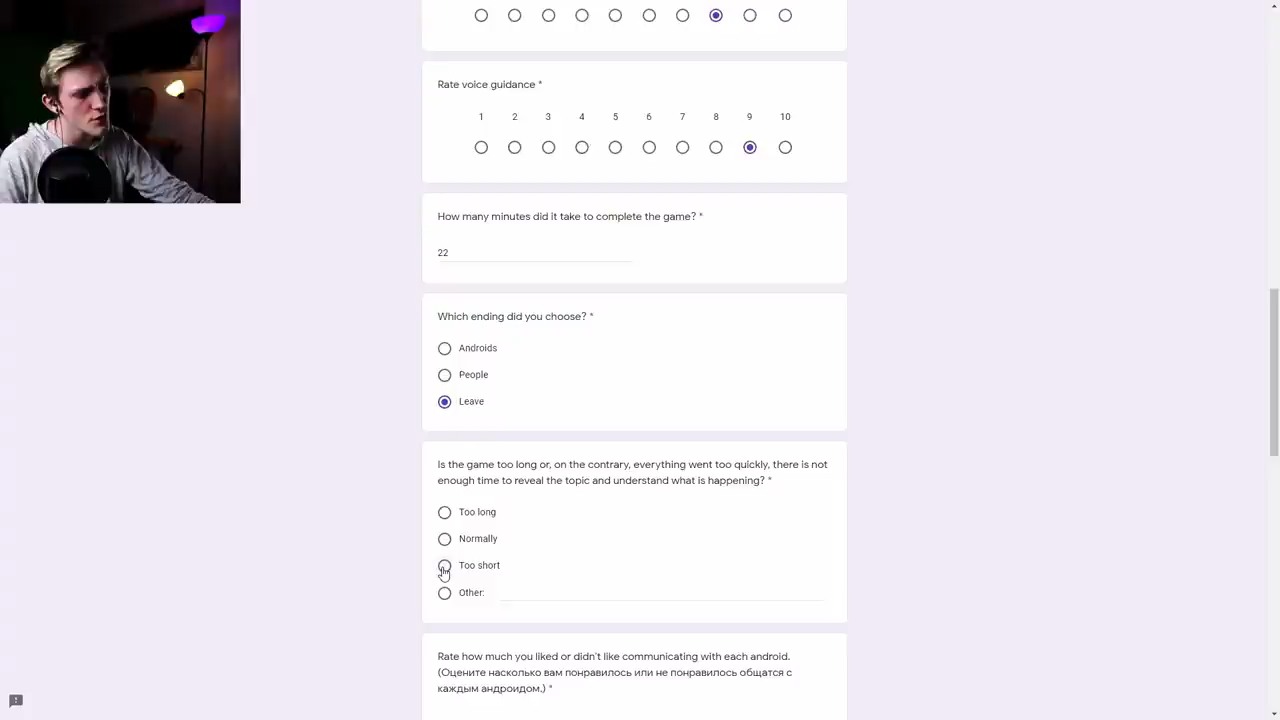 Rate voice guidance *
1 2 3 4 5 6 7 8 9 10
How many minutes did it take to complete the game? *
22
Which ending did you choose? *
Androids
People
Leave
Is the game too long or, on the contrary, everything went too quickly, there is not
enough time to reveal the topic and understand what is happening? *
Too long
Normally
Too short
Other:
Rate how much you liked or didn't like communicating with each android.
(Оцените насколько вам понравилось или не понравилось общатся с
каждым андроидом.) *